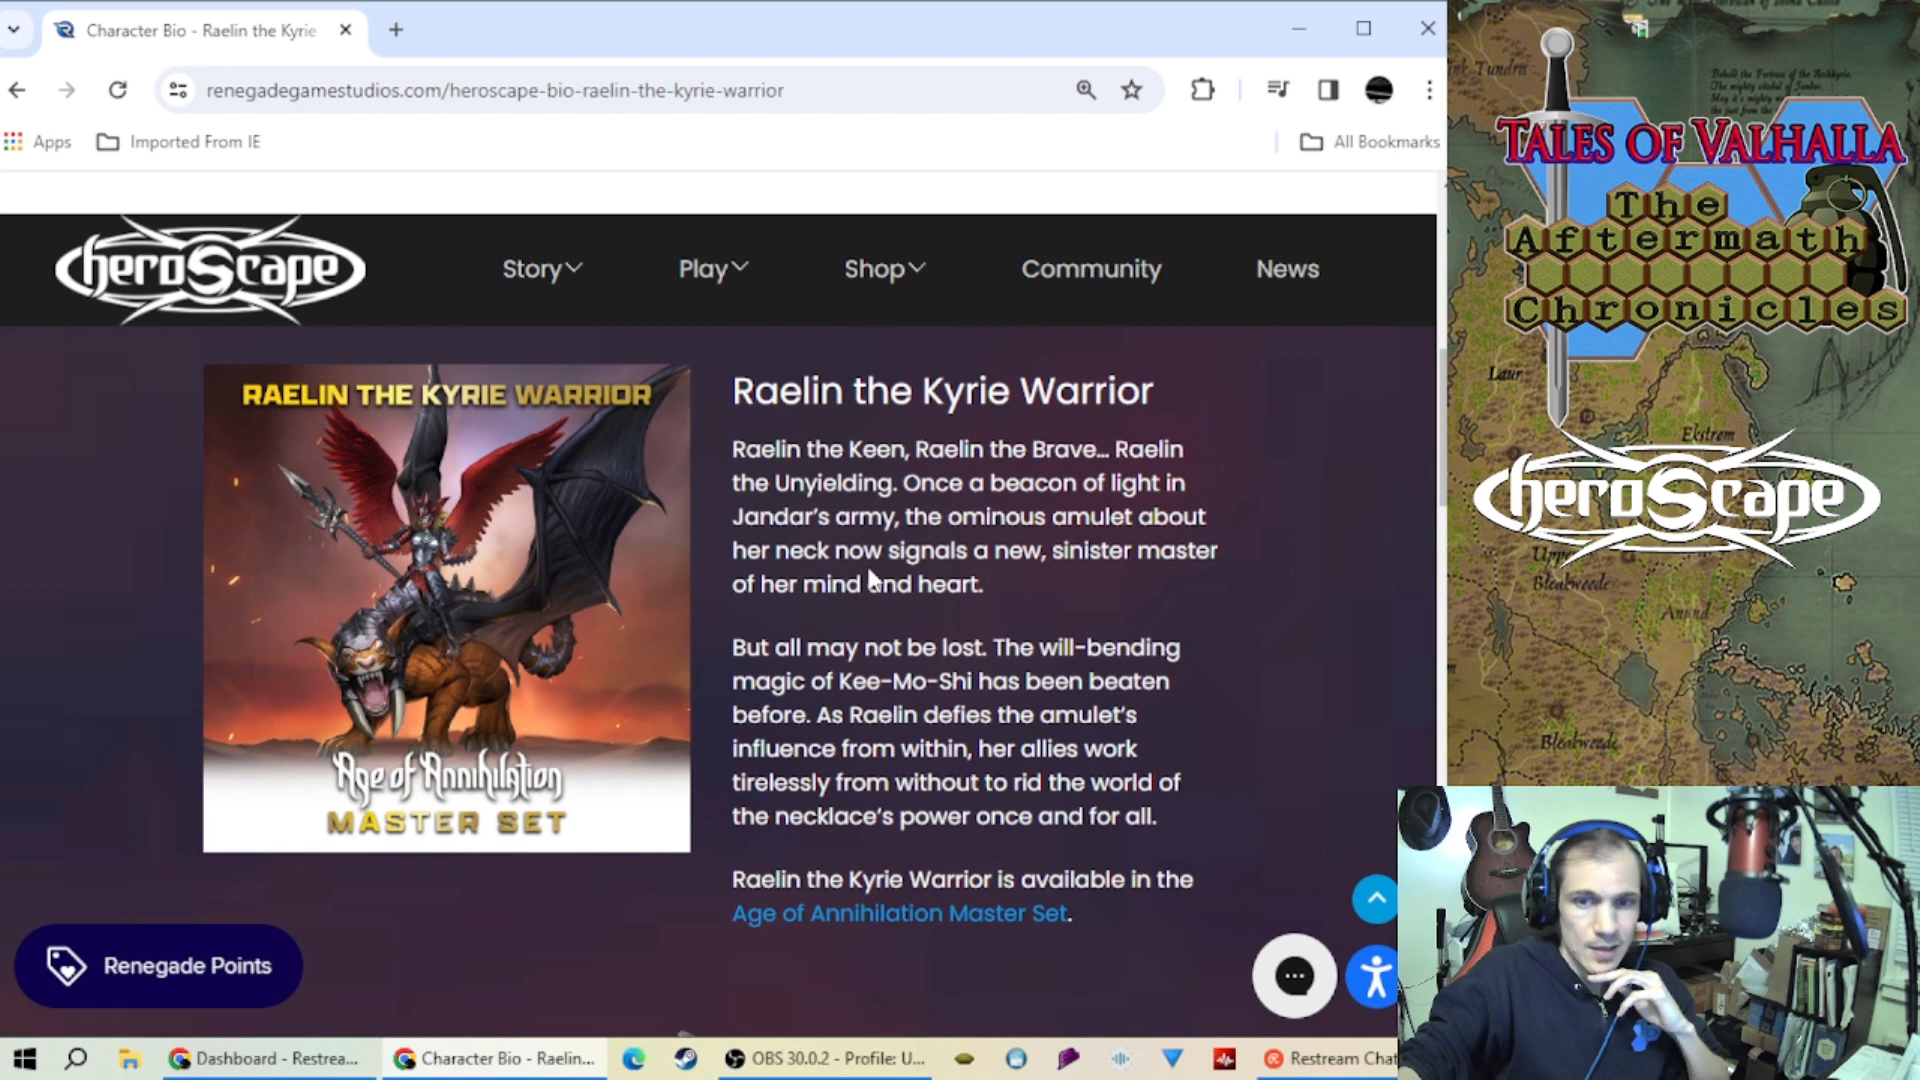 Character Bio - Raelin the Kyrie
renegadegamestudios.com/heroscape-bio-raelin-the-kyrie-warrior
Apps
Imported From IE
All Bookmarks
heroScape
Story
Play
Shop
Community
News
RAELIN THE KYRIE WARRIOR
Age of Annihilation
MASTER SET
Raelin the Kyrie Warrior
Raelin the Keen, Raelin the Brave... Raelin
the Unyielding. Once a beacon of light in
Jandar's army, the ominous amulet about
her neck now signals a new, sinister master
of her mind and heart.
But all may not be lost. The will-bending
magic of Kee-Mo-Shi has been beaten
before. As Raelin defies the amulet's
influence from within, her allies work
tirelessly from without to rid the world of
the necklace's power once and for all.
Raelin the Kyrie Warrior is available in the
Age of Annihilation Master Set.
Renegade Points
TALES OF VALHALLA
The
Aftermath
Chronicles
Laur
Ekstrom
heroScape
Bleakwoode
Anund
Bleakwoode
Dashboard - Restrea...
Character Bio - Raelin...
OBS 30.0.2 - Profile: U...
Restream Chat